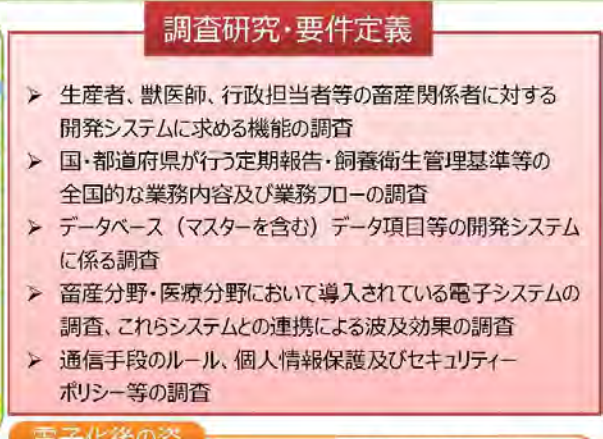 調査研究・要件定義
➢ 生産者、獣医師、行政担当者等の畜産関係者に対する
開発システムに求める機能の調査
➢ 国・都道府県が行う定期報告・飼養衛生管理基準等の
全国的な業務内容及び業務フローの調査
➢ データベース（マスターを含む）データ項目等の開発システム
に係る調査
➢ 畜産分野・医療分野において導入されている電子システムの
調査、これらシステムとの連携による波及効果の調査
➢ 通信手段のルール、個人情報保護及びセキュリティー
ポリシー等の調査
電子化後の姿